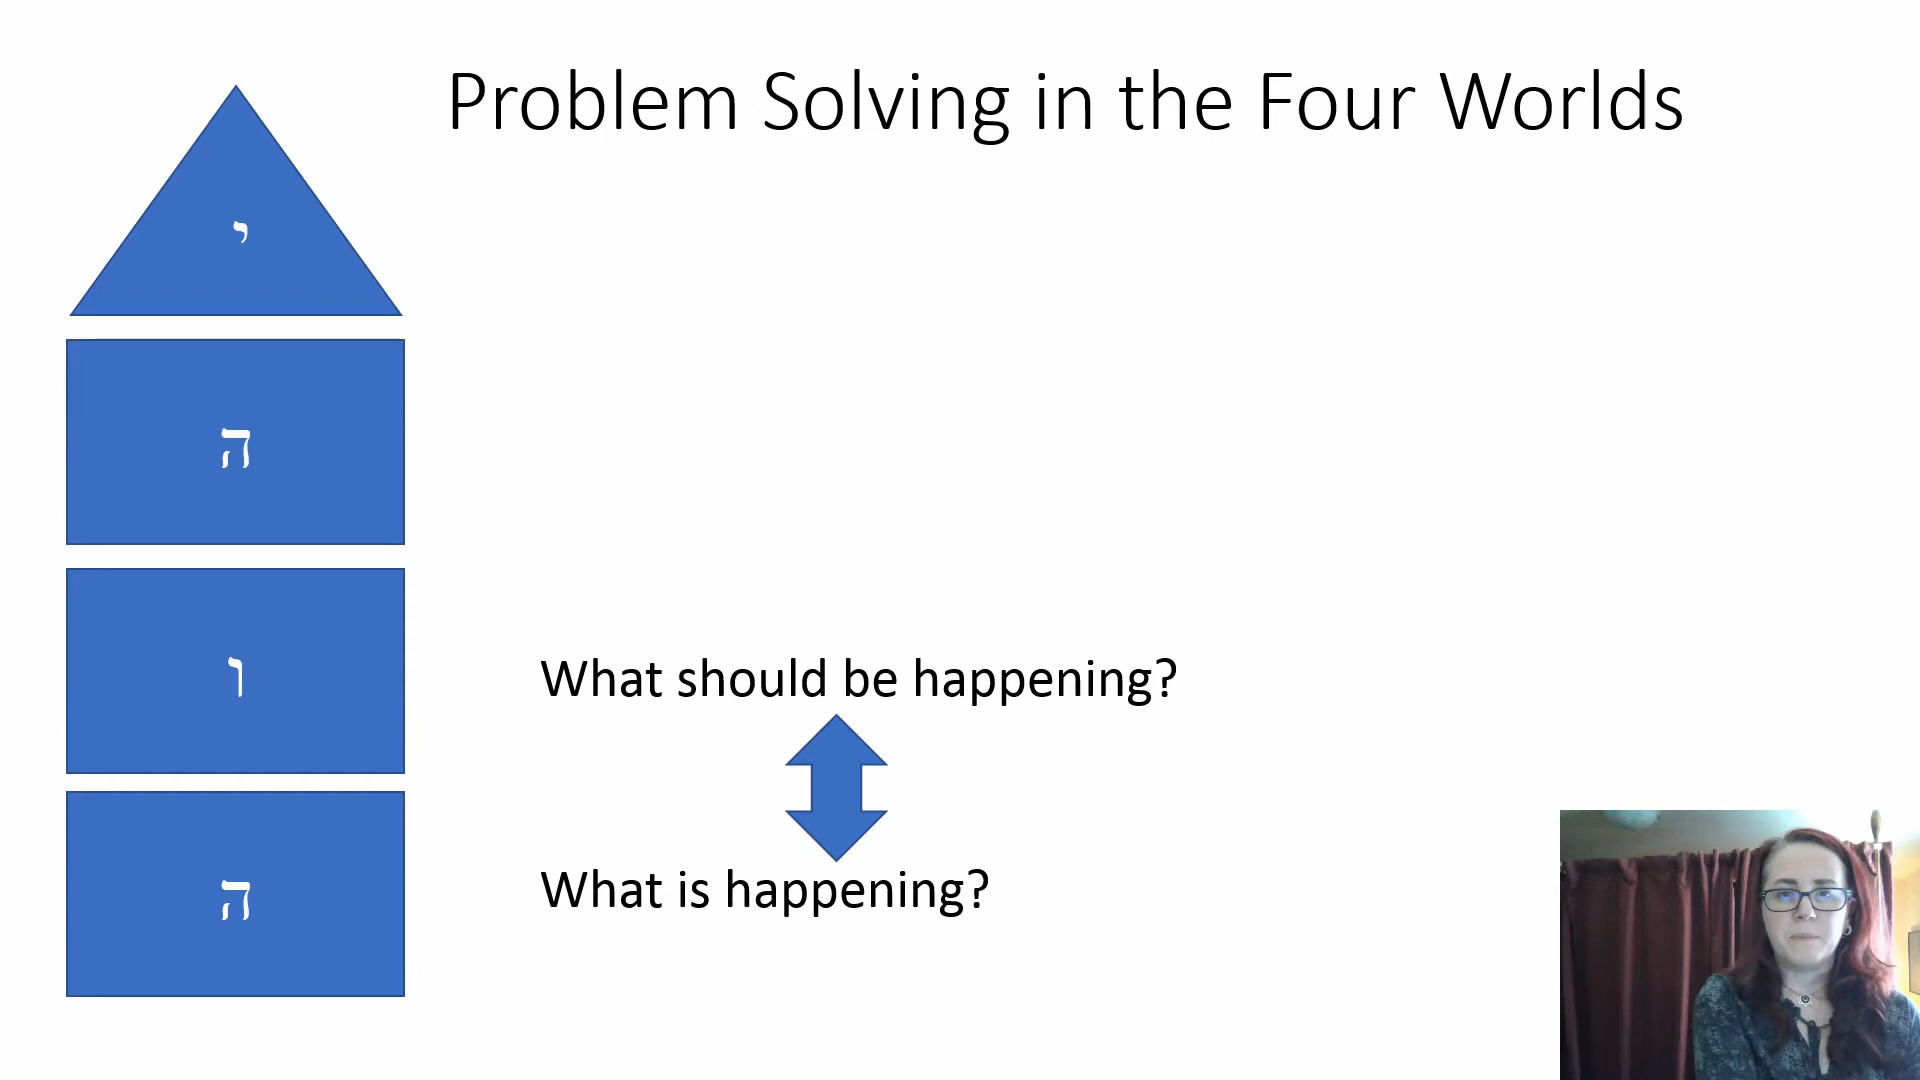 Problem Solving in the Four Worlds
י
ה
ו
What should be happening?
ה
What is happening?